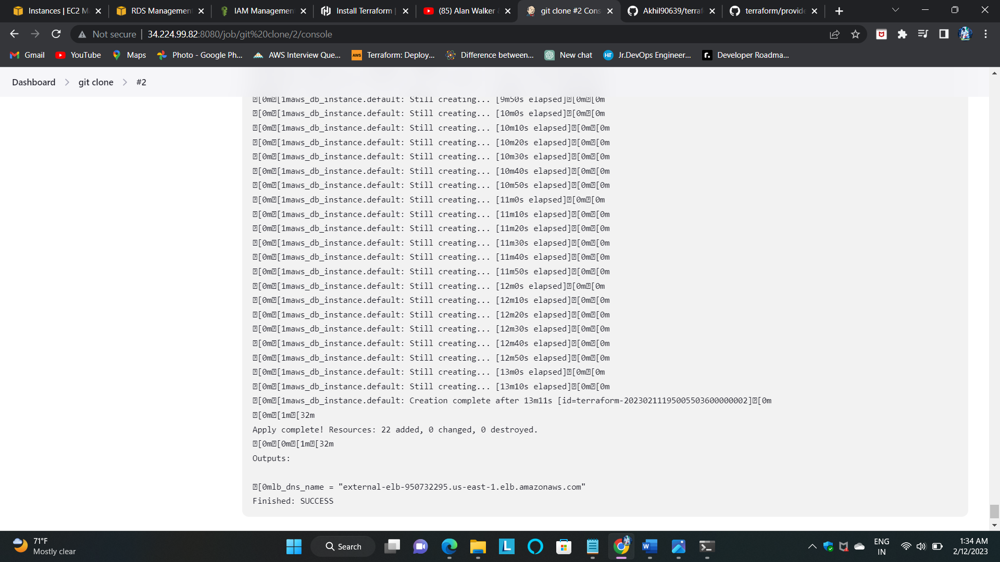 Instances | EC2 M
RDS Management
IAM Management
Install Terraform |
(85) Alan Walker
git clone #2 Cons
Akhil90639/terraf
terraform/provide
Not secure
34.224.99.82:8080/job/git%20clone/2/console
Gmail
YouTube
Maps
Photo - Google Ph...
AWS Interview Que...
Terraform: Deploy...
Difference between...
New chat
Jr.DevOps Engineer...
Developer Roadma...
Dashboard
git clone
#2
[0m[1maws_db_instance.default: Still creating... [9m50s elapsed][0m[0m
[0m[1maws_db_instance.default: Still creating... [10m0s elapsed][0m[0m
[0m[1maws_db_instance.default: Still creating... [10m10s elapsed][0m[0m
[0m[1maws_db_instance.default: Still creating... [10m20s elapsed][0m[0m
[0m[1maws_db_instance.default: Still creating... [10m30s elapsed][0m[0m
[0m[1maws_db_instance.default: Still creating... [10m40s elapsed][0m[0m
[0m[1maws_db_instance.default: Still creating... [10m50s elapsed][0m[0m
[0m[1maws_db_instance.default: Still creating... [11m0s elapsed][0m[0m
[0m[1maws_db_instance.default: Still creating... [11m10s elapsed][0m[0m
[0m[1maws_db_instance.default: Still creating... [11m20s elapsed][0m[0m
[0m[1maws_db_instance.default: Still creating... [11m30s elapsed][0m[0m
[0m[1maws_db_instance.default: Still creating... [11m40s elapsed][0m[0m
[0m[1maws_db_instance.default: Still creating... [11m50s elapsed][0m[0m
[0m[1maws_db_instance.default: Still creating... [12m0s elapsed][0m[0m
[0m[1maws_db_instance.default: Still creating... [12m10s elapsed][0m[0m
[0m[1maws_db_instance.default: Still creating... [12m20s elapsed][0m[0m
[0m[1maws_db_instance.default: Still creating... [12m30s elapsed][0m[0m
[0m[1maws_db_instance.default: Still creating... [12m40s elapsed][0m[0m
[0m[1maws_db_instance.default: Still creating... [12m50s elapsed][0m[0m
[0m[1maws_db_instance.default: Still creating... [13m0s elapsed][0m[0m
[0m[1maws_db_instance.default: Still creating... [13m10s elapsed][0m[0m
[0m[1maws_db_instance.default: Creation complete after 13m11s [id=terraform-20230211195005503600000002][0m
[0m[1m[32m
Apply complete! Resources: 22 added, 0 changed, 0 destroyed.
[0m[0m[1m[32m
Outputs:
[0mlb_dns_name = "external-elb-950732295.us-east-1.elb.amazonaws.com"
Finished: SUCCESS
71°F
Mostly clear
Search
ENG
IN
1:34 AM
2/12/2023